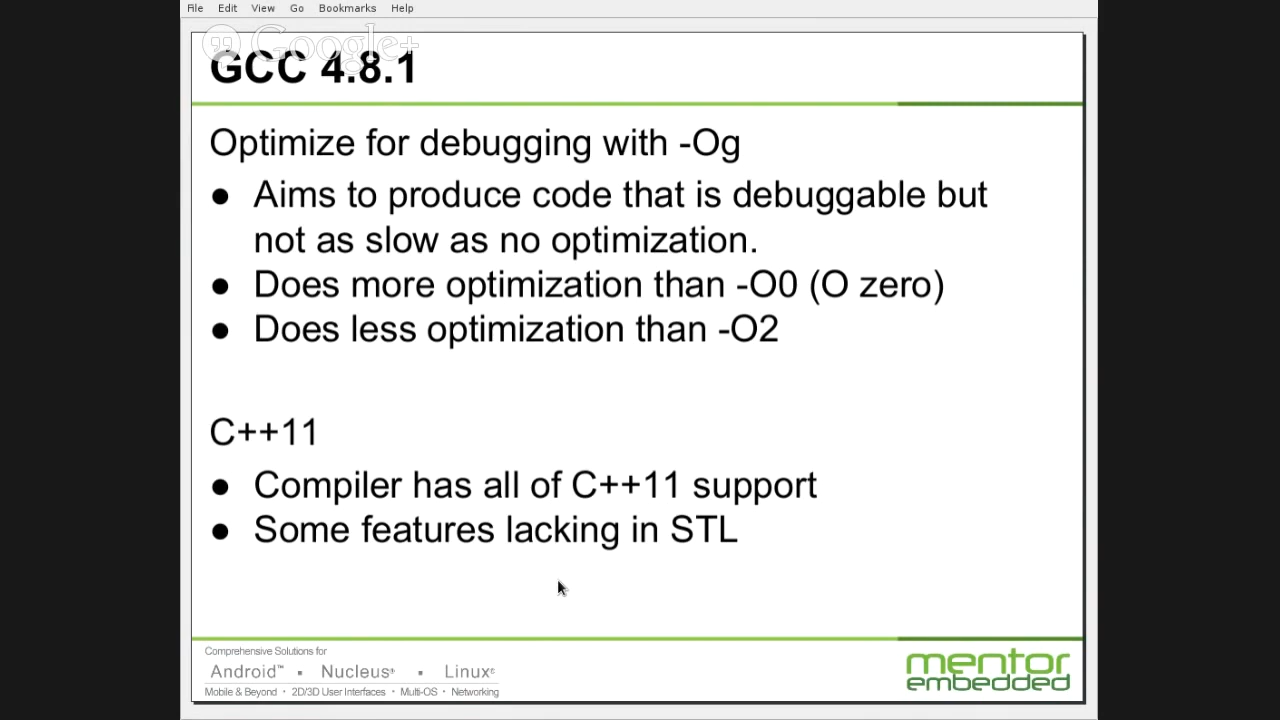 File Edit View Go Bookmarks Help
Google+
GCC 4.8.1
Optimize for debugging with -Og
● Aims to produce code that is debuggable but
not as slow as no optimization.
● Does more optimization than -O0 (O zero)
● Does less optimization than -O2
C++11
● Compiler has all of C++11 support
● Some features lacking in STL
Comprehensive Solutions for
Android™ ▪ Nucleus® ▪ Linux®
Mobile & Beyond • 2D/3D User Interfaces • Multi-OS • Networking
mentor
embedded